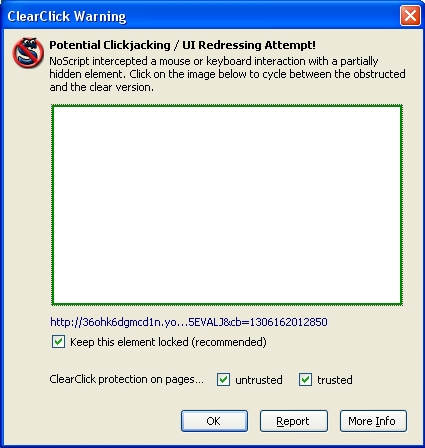 ClearClick Warning
Potential Clickjacking / UI Redressing Attempt!
NoScript intercepted a mouse or keyboard interaction with a partially
hidden element. Click on the image below to cycle between the obstructed
and the clear version.
http://36ohk6dgmcd1n.yo...5EVALJ&cb=1306162012850
Keep this element locked (recommended)
ClearClick protection on pages... untrusted trusted
OK Report More Info